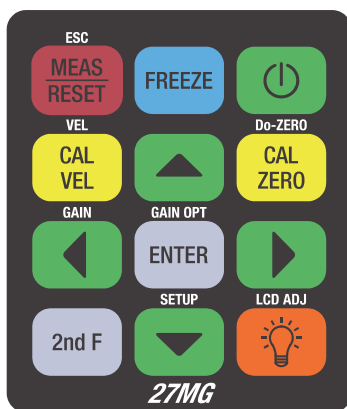 ESC
MEAS
RESET
FREEZE
VEL
Do-ZERO
CAL
VEL
CAL
ZERO
GAIN
GAIN OPT
ENTER
SETUP
LCD ADJ
2nd F
27MG